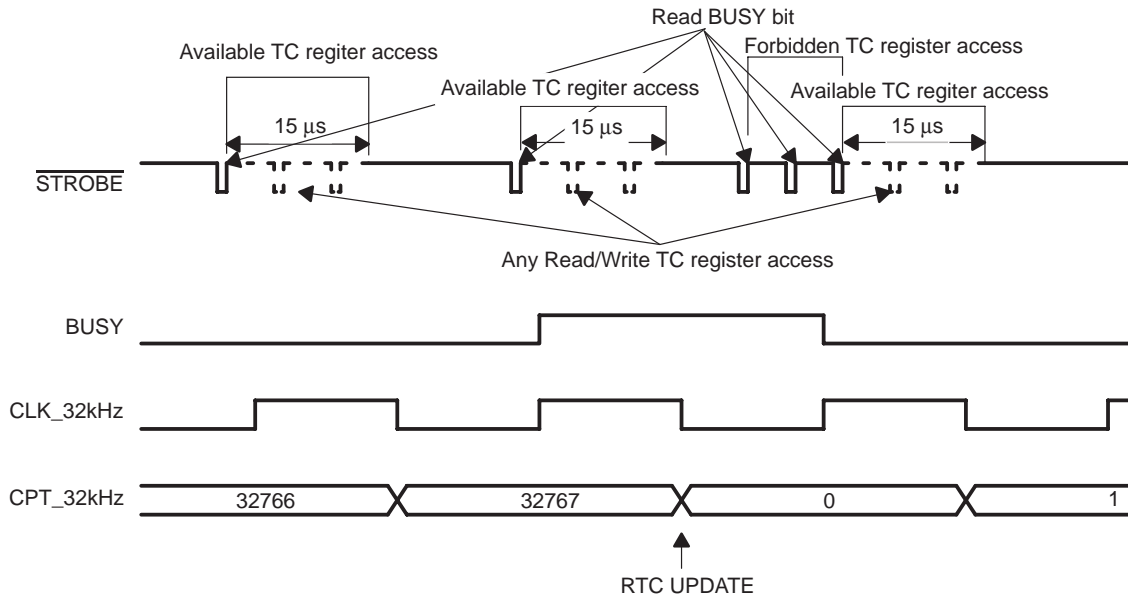 Read BUSY bit
Available TC regiter access
Forbidden TC register access
Available TC regiter access
Available TC regiter access
15 μs
15 μs
15 μs
STROBE
Any Read/Write TC register access
BUSY
CLK_32kHz
CPT_32kHz
32766
32767
0
1
RTC UPDATE